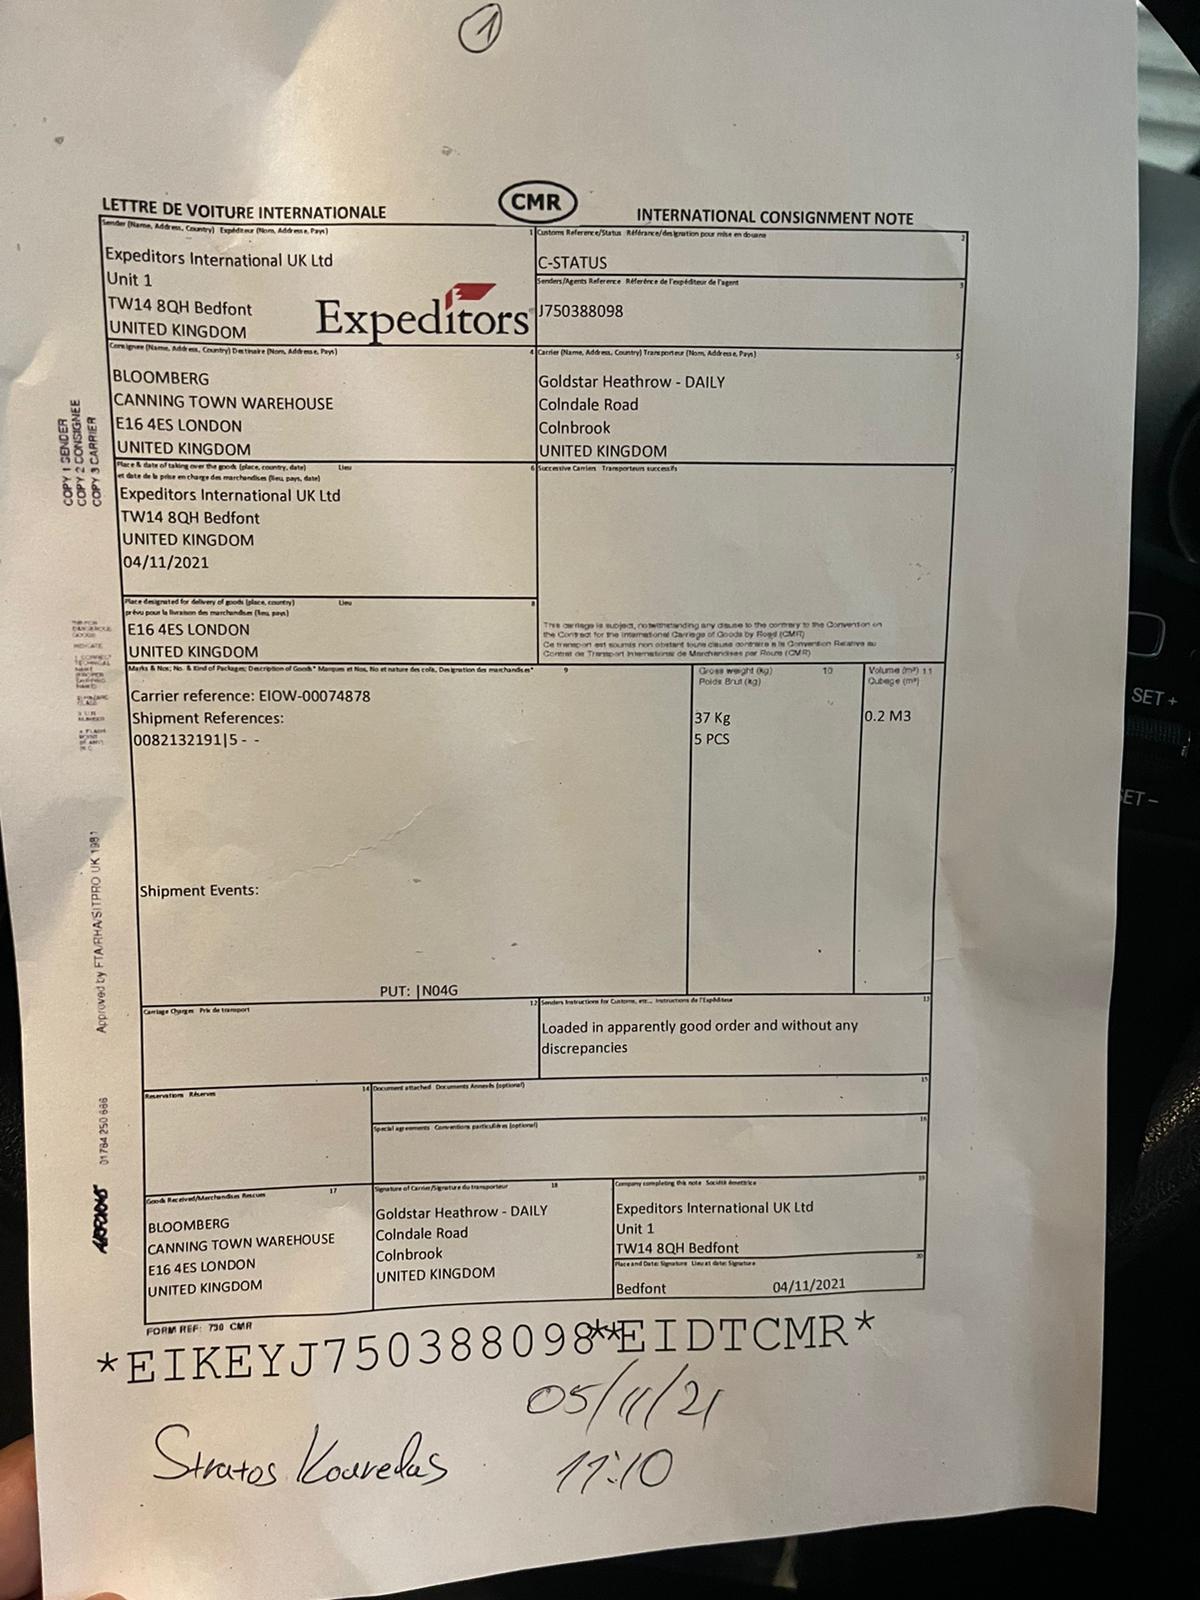 1
LETTRE DE VOITURE INTERNATIONALE
CMR
INTERNATIONAL CONSIGNMENT NOTE
Sender (Name, Address, Country) Expéditeur (Nom, Address, Pays) 1
Expeditors International UK Ltd
Unit 1
TW14 8QH Bedfont
UNITED KINGDOM
Expeditors
Customs Reference/Status Référance/designation pour mise en douane 2
C-STATUS
Senders/Agents Reference Référence de l'expéditeur de l'agent 3
J750388098
Consignee (Name, Address, Country) Destinaire (Nom, Address, Pays) 4
BLOOMBERG
CANNING TOWN WAREHOUSE
E16 4ES LONDON
UNITED KINGDOM
Carrier (Name, Address, Country) Transporteur (Nom, Address, Pays) 5
Goldstar Heathrow - DAILY
Colndale Road
Colnbrook
UNITED KINGDOM
COPY 1 SENDER
COPY 2 CONSIGNEE
COPY 3 CARRIER
Place & date of taking over the goods (place, country, date) Lieu 6
et date de la prise en charge des marchandises (lieu, pays, date)
Expeditors International UK Ltd
TW14 8QH Bedfont
UNITED KINGDOM
04/11/2021
Successive Carriers Transporteurs successifs 7
Place designated for delivery of goods (place, country) Lieu 8
prévu pour la livraison des marchandises (lieu, pays)
E16 4ES LONDON
UNITED KINGDOM
This carriage is subject, notwithstanding any clause to the contrary to the Convention on
the Contract for the International Carriage of Goods by Road (CMR)
Ce transport est soumis non obstant toute clause contraire a la Convention Relative au
Contrat de Transport International de Marchandises par Route (CMR)
Marks & Nos; No. & Kind of Packages; Description of Goods* Marques et Nos, No et nature des colis, Designation des marchandises* 9
Gross weight (kg) 10
Poids Brut (kg)
Volume (m³) 11
Cubage (m³)
Carrier reference: EIOW-00074878
Shipment References:
0082132191|5 - -
37 Kg
5 PCS
0.2 M3
Shipment Events:
PUT: |N04G
Approved by FTA/RHA/SITPRO UK 1981
Carriage Charges Prix de transport 12
Senders Instructions for Customs, etc... Instructions de l'Expéditeur 13
Loaded in apparently good order and without any
discrepancies
Reservations Réserves 14
Document attached Documents Annexés (optional) 15
Special agreements Conventions particulières (optional) 16
01784 250 666
AIRFORMS
Goods Received/Merchandises Rescues 17
BLOOMBERG
CANNING TOWN WAREHOUSE
E16 4ES LONDON
UNITED KINGDOM
Signature of Carrier/Signature du transporteur 18
Goldstar Heathrow - DAILY
Colndale Road
Colnbrook
UNITED KINGDOM
Company completing this note Société émettrice 19
Expeditors International UK Ltd
Unit 1
TW14 8QH Bedfont
Place and Date: Signature Lieu et date: Signature 20
Bedfont 04/11/2021
FORM REF: 730 CMR
*EIKEYJ750388098**EIDTCMR*
05/11/21
Stratos Kouredas
11:10
SET +
SET –